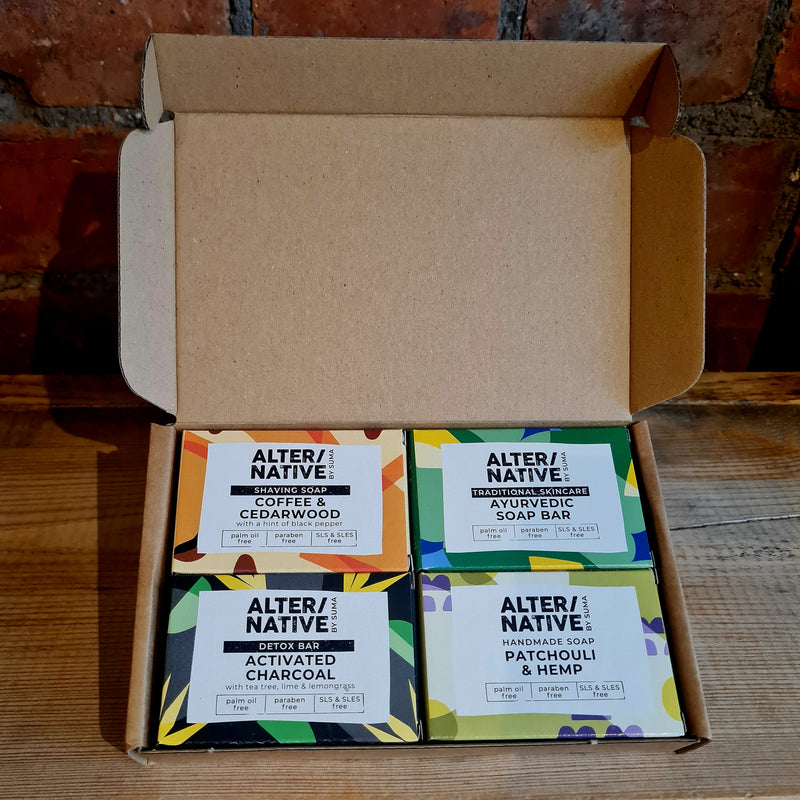 ALTER/
NATIVE
BY SUMA
SHAVING SOAP
COFFEE &
CEDARWOOD
with a hint of black pepper
palm oil free
paraben free
SLS & SLES free
ALTER/
NATIVE
BY SUMA
TRADITIONAL SKINCARE
AYURVEDIC
SOAP BAR
palm oil free
paraben free
SLS & SLES free
ALTER/
NATIVE
BY SUMA
DETOX BAR
ACTIVATED
CHARCOAL
with tea tree, lime & lemongrass
palm oil free
paraben free
SLS & SLES free
ALTER/
NATIVE
BY SUMA
HANDMADE SOAP
PATCHOULI
& HEMP
palm oil free
paraben free
SLS & SLES free